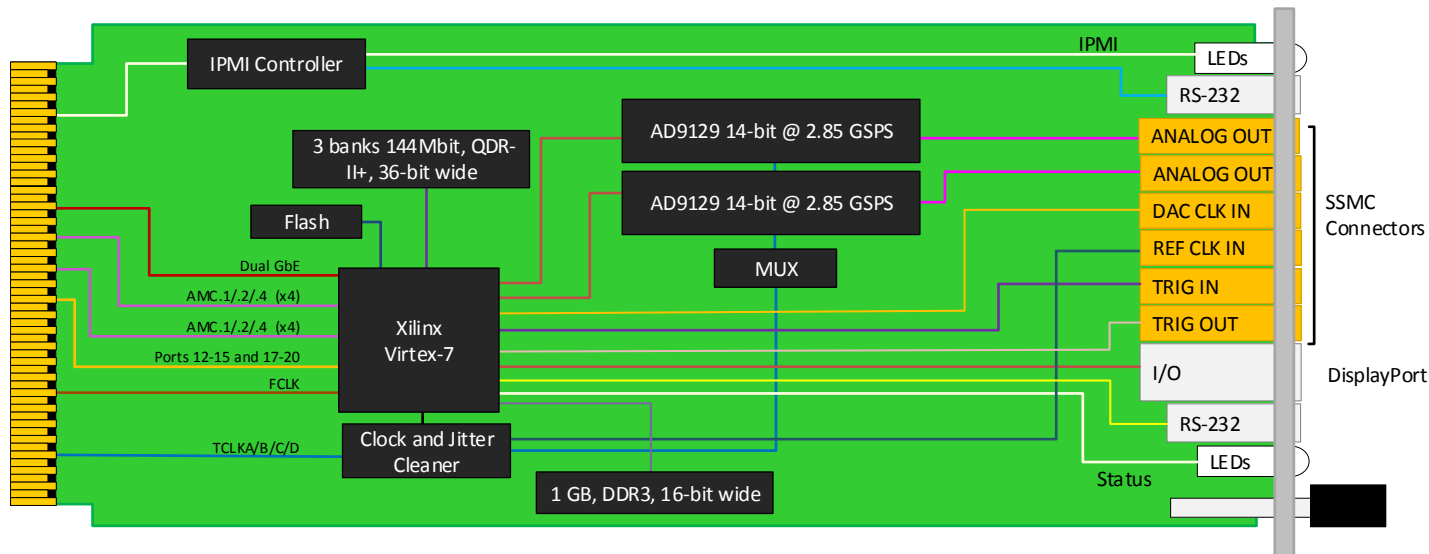 IPMI
LEDs
IPMI Controller
RS-232
AD9129 14-bit @ 2.85 GSPS
ANALOG OUT
3 banks 144Mbit, QDR-
II+, 36-bit wide
ANALOG OUT
AD9129 14-bit @ 2.85 GSPS
SSMC
Connectors
DAC CLK IN
Flash
REF CLK IN
MUX
Dual GbE
TRIG IN
AMC.1/.2/.4 (x4)
AMC.1/.2/.4 (x4)
Xilinx
Virtex-7
TRIG OUT
Ports 12-15 and 17-20
I/O
DisplayPort
FCLK
RS-232
Clock and Jitter
Cleaner
TCLKA/B/C/D
LEDs
Status
1 GB, DDR3, 16-bit wide